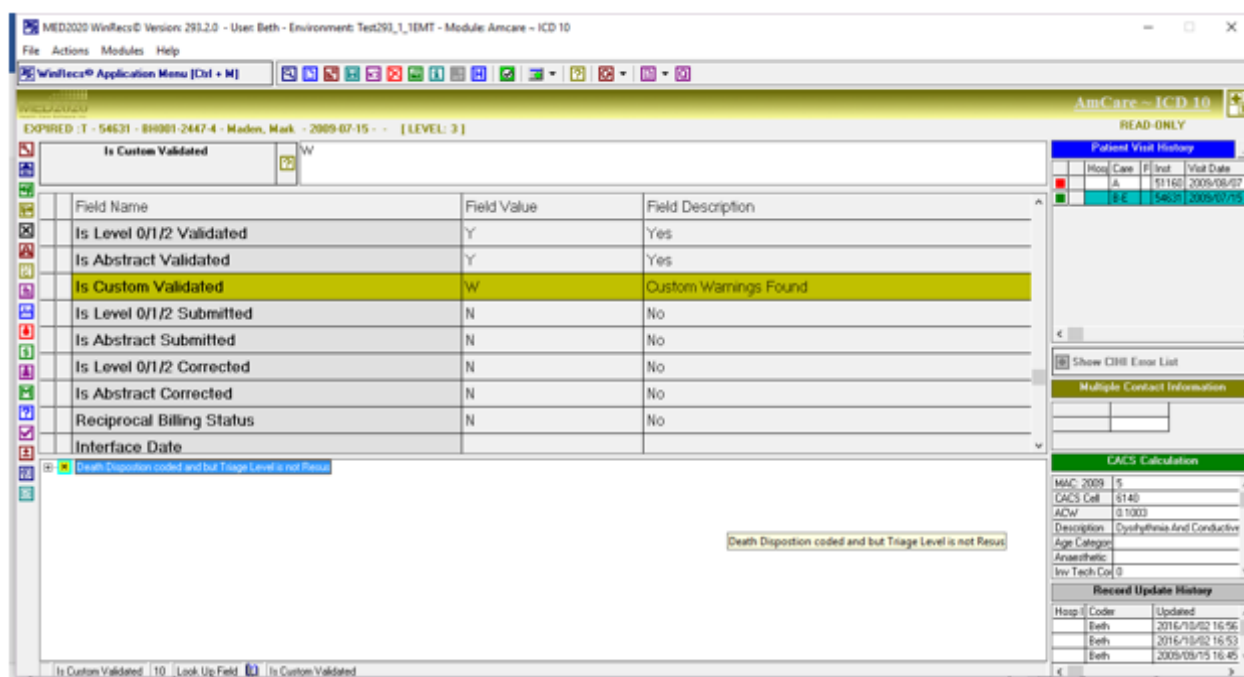 MED2020 WinRecs© Version: 293.2.0 - User: Beth - Environment: Test293_1_1EMT - Module: Amcare ~ ICD 10
File Actions Modules Help
WinRecs© Application Menu [Ctrl + M]
MED2020
AmCare ~ ICD 10
EXPIRED :T - 54631 - BH001-2447-4 - Maden, Mark - 2009-07-15 - - [ LEVEL: 3 ]
READ-ONLY
Is Custom Validated W
Field Name Field Value Field Description
Is Level 0/1/2 Validated Y Yes
Is Abstract Validated Y Yes
Is Custom Validated W Custom Warnings Found
Is Level 0/1/2 Submitted N No
Is Abstract Submitted N No
Is Level 0/1/2 Corrected N No
Is Abstract Corrected N No
Reciprocal Billing Status N No
Interface Date
Death Dispostion coded and but Triage Level is not Resus
Death Dispostion coded and but Triage Level is not Resus
Is Custom Validated 10 Look Up Field Is Custom Validated
Patient Visit History
Hosp Care F Inst Visit Date
A 51160 2009/08/07
B-E 54631 2009/07/15
Show CIHI Error List
Multiple Contact Information
CACS Calculation
MAC: 2009 5
CACS Cell 6140
ACW 0.1003
Description Dysrhythmia And Conductive
Age Categor
Anaesthetic
Inv Tech Co 0
Record Update History
Hosp I Coder Updated
Beth 2016/10/02 16:56
Beth 2016/10/02 16:53
Beth 2009/09/15 16:45